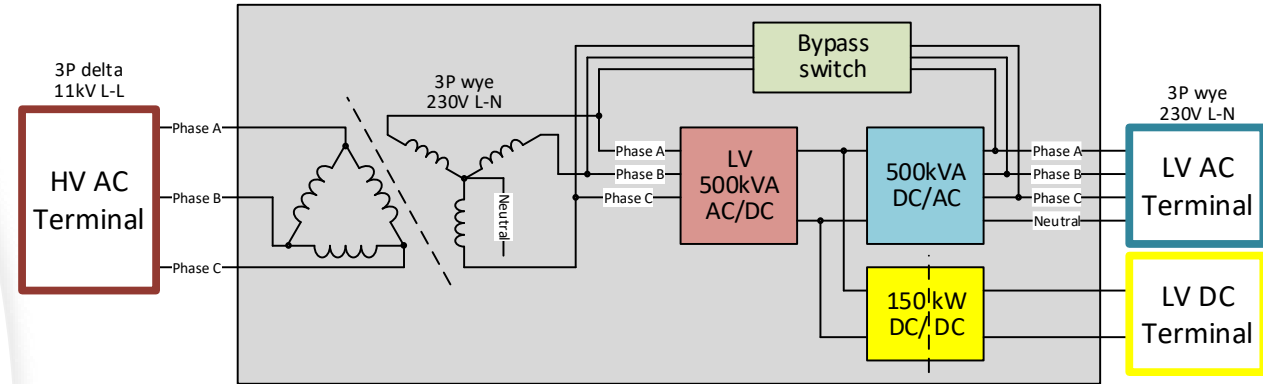 3P delta
11kV L-L
HV AC
Terminal
Phase A
Phase B
Phase C
3P wye
230V L-N
Neutral
Bypass
switch
Phase A
Phase B
Phase C
LV
500kVA
AC/DC
500kVA
DC/AC
150 kW
DC/DC
Phase A
Phase B
Phase C
Neutral
3P wye
230V L-N
LV AC
Terminal
LV DC
Terminal